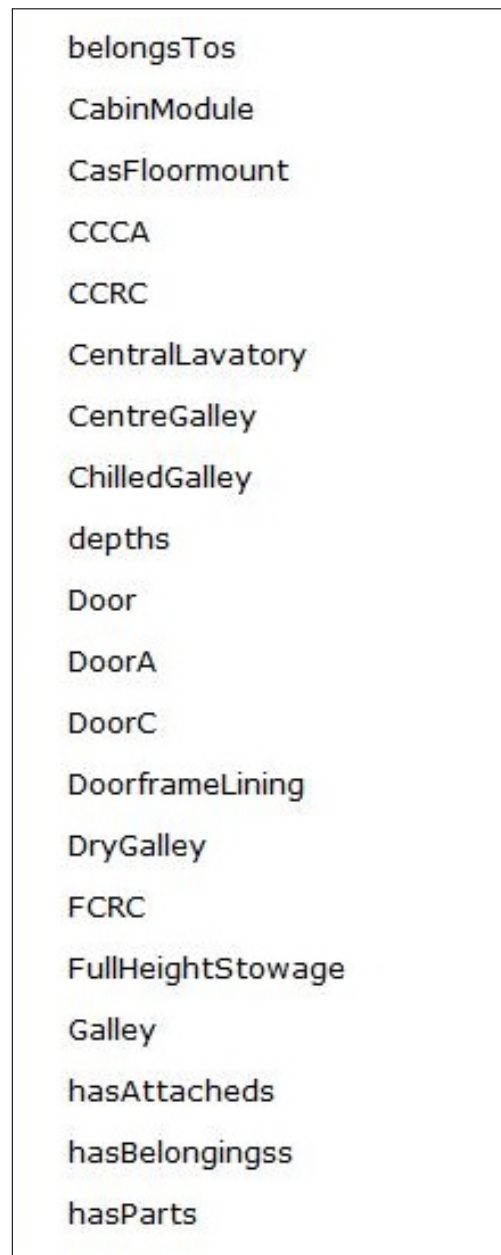 belongsTos
CabinModule
CasFloormount
CCCA
CCRC
CentralLavatory
CentreGalley
ChilledGalley
depths
Door
DoorA
DoorC
DoorframeLining
DryGalley
FCRC
FullHeightStowage
Galley
hasAttacheds
hasBelongingss
hasParts